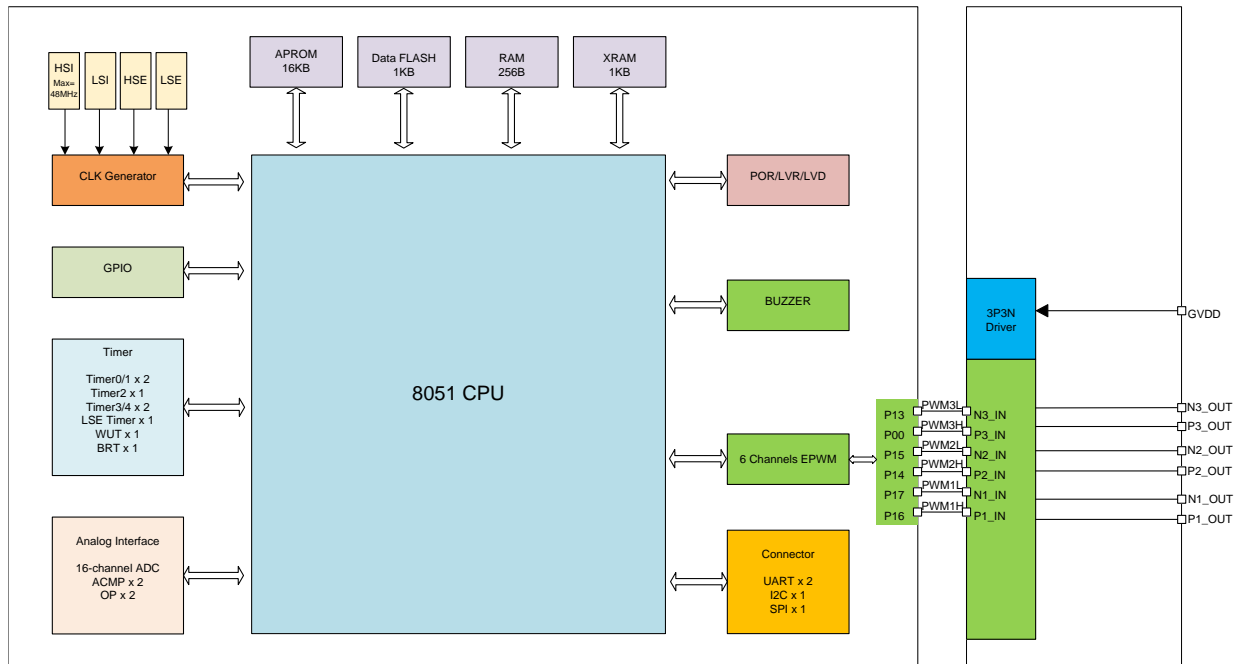 HSI
Max=
48MHz
LSI
HSE
LSE
APROM
16KB
Data FLASH
1KB
RAM
256B
XRAM
1KB
CLK Generator
POR/LVR/LVD
GPIO
BUZZER
3P3N
Driver
GVDD
Timer
Timer0/1 x 2
Timer2 x 1
Timer3/4 x 2
LSE Timer x 1
WUT x 1
BRT x 1
8051 CPU
6 Channels EPWM
P13
PWM3L
N3_IN
N3_OUT
P00
PWM3H
P3_IN
P3_OUT
P15
PWM2L
N2_IN
N2_OUT
P14
PWM2H
P2_IN
P2_OUT
P17
PWM1L
N1_IN
N1_OUT
P16
PWM1H
P1_IN
P1_OUT
Analog Interface
16-channel ADC
ACMP x 2
OP x 2
Connector
UART x 2
I2C x 1
SPI x 1